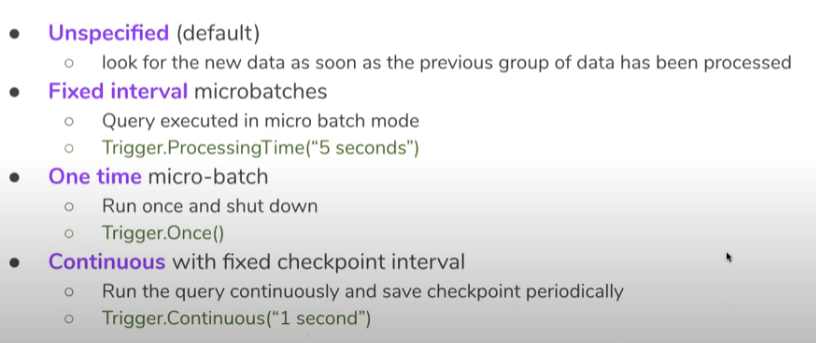 ● Unspecified (default)
○ look for the new data as soon as the previous group of data has been processed
● Fixed interval microbatches
○ Query executed in micro batch mode
○ Trigger.ProcessingTime(“5 seconds”)
● One time micro-batch
○ Run once and shut down
○ Trigger.Once()
● Continuous with fixed checkpoint interval
○ Run the query continuously and save checkpoint periodically
○ Trigger.Continuous(“1 second”)